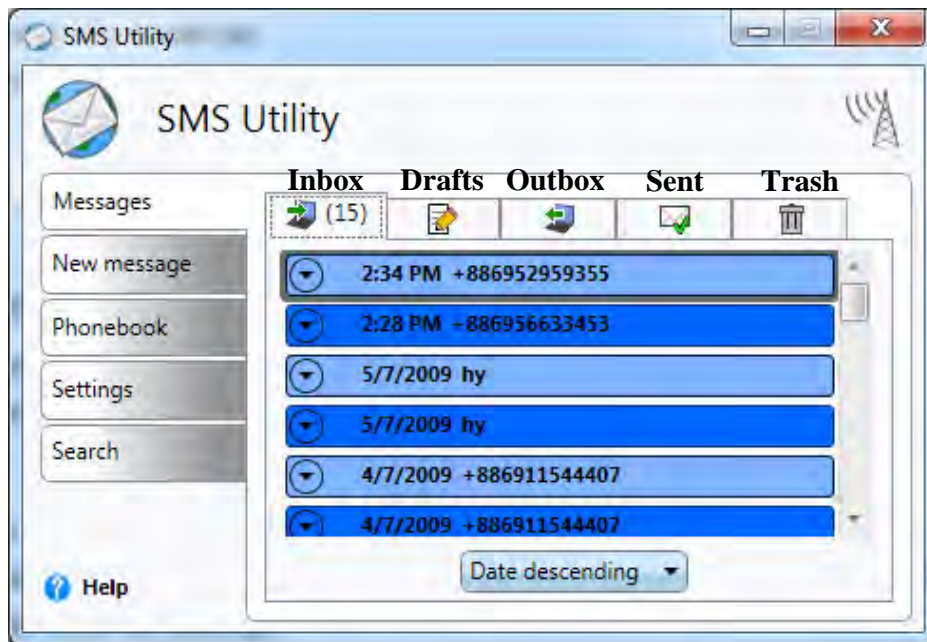 SMS Utility
SMS Utility
Inbox Drafts Outbox Sent Trash
Messages
(15)
New message
2:34 PM +886952959355
Phonebook
2:28 PM +886956633453
Settings
5/7/2009 hy
5/7/2009 hy
Search
4/7/2009 +886911544407
4/7/2009 +886911544407
Date descending
Help